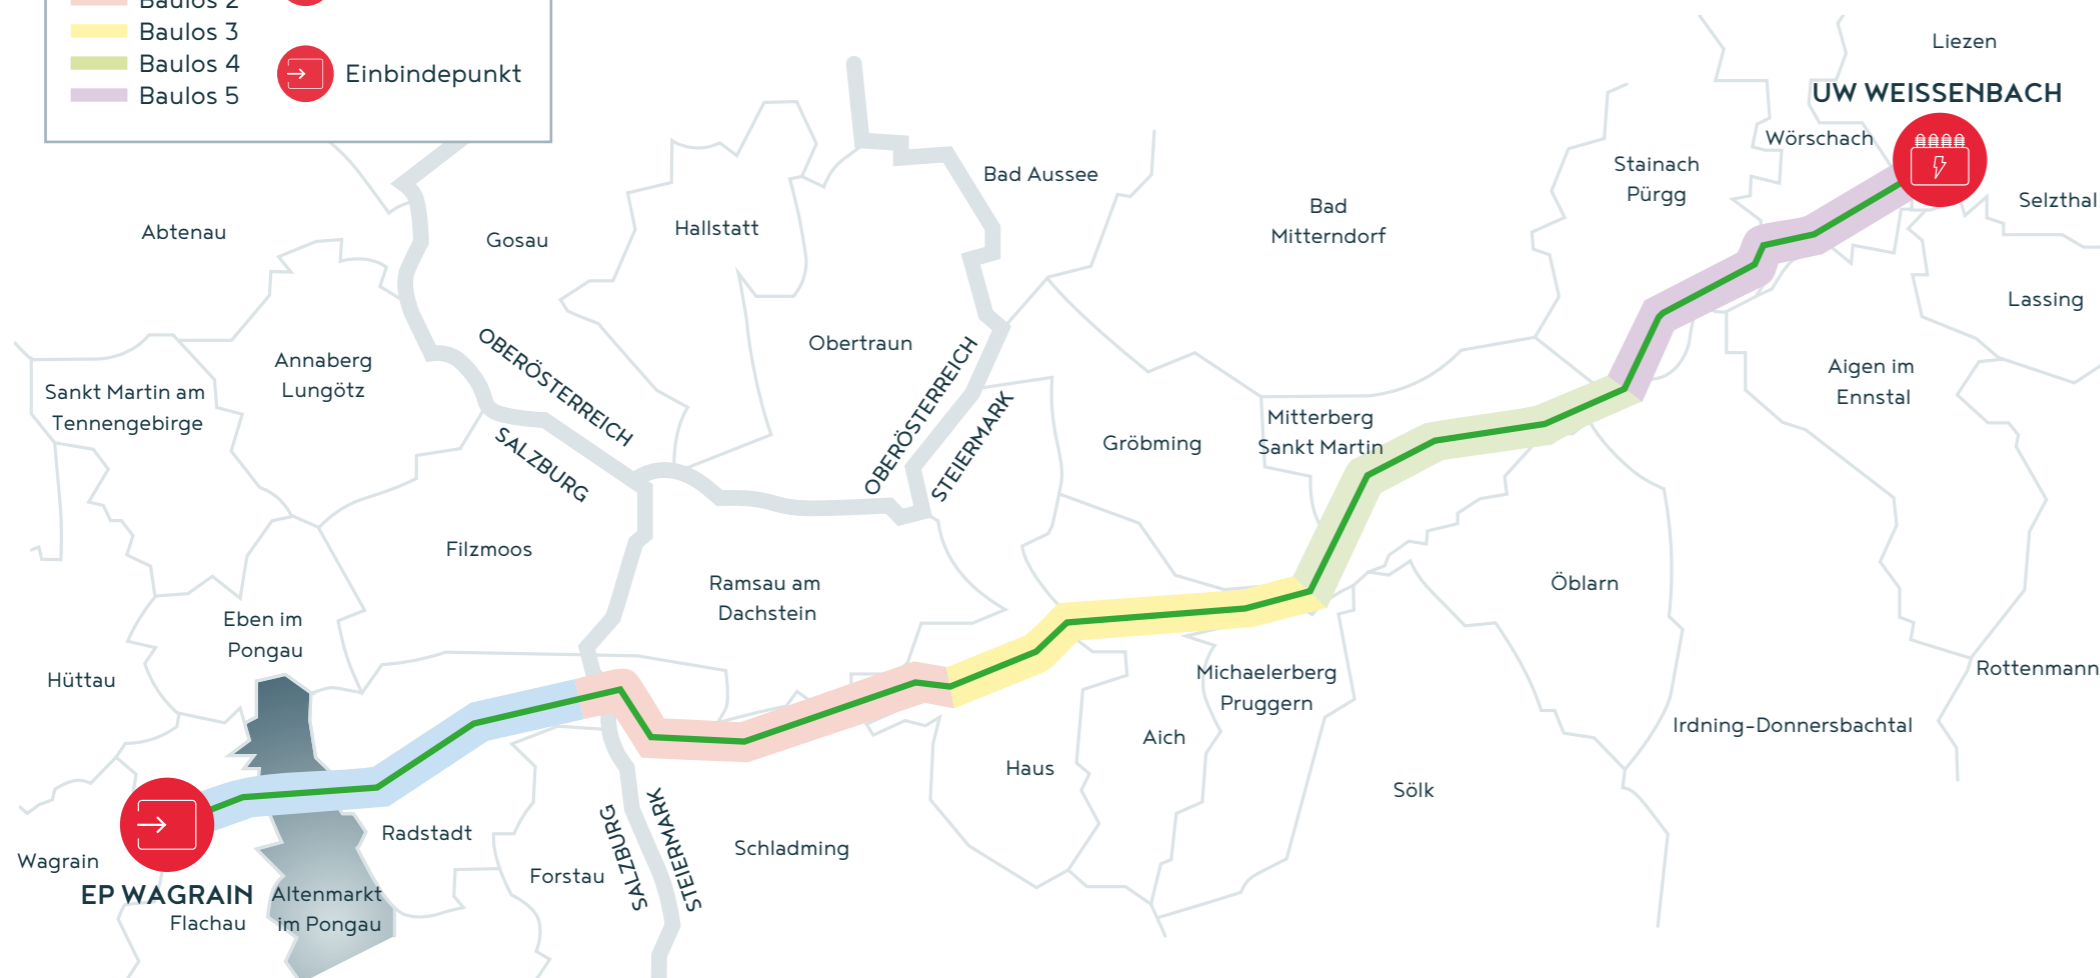 Baulos 2
Baulos 3
Baulos 4
Baulos 5
Einbindepunkt
Liezen
UW WEISSENBACH
Wörschach
Stainach
Pürgg
Selzthal
Bad Aussee
Bad
Mitterndorf
Abtenau
Gosau
Hallstatt
Lassing
Obertraun
OBERÖSTERREICH
SALZBURG
OBERÖSTERREICH
STEIERMARK
Annaberg
Lungötz
Sankt Martin am
Tennengebirge
Aigen im
Ennstal
Gröbming
Mitterberg
Sankt Martin
Filzmoos
Ramsau am
Dachstein
Öblarn
Eben im
Pongau
Hüttau
Michaelerberg
Pruggern
Rottenmann
Irdning-Donnersbachtal
Aich
Haus
Sölk
Radstadt
Schladming
SALZBURG
STEIERMARK
Wagrain
Forstau
EP WAGRAIN
Altenmarkt
im Pongau
Flachau